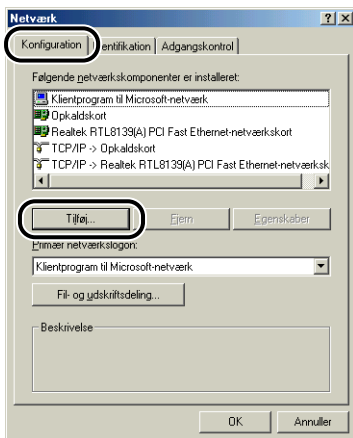 Netværk
Konfiguration Identifikation Adgangskontrol
Følgende netværkskomponenter er installeret:
Klientprogram til Microsoft-netværk
Opkaldskort
Realtek RTL8139(A) PCI Fast Ethernet-netværkskort
TCP/IP -> Opkaldskort
TCP/IP -> Realtek RTL8139(A) PCI Fast Ethernet-netværksk
Tilføj... Fjern Egenskaber
Primær netværkslogon:
Klientprogram til Microsoft-netværk
Fil- og udskriftsdeling...
Beskrivelse
OK Annuller